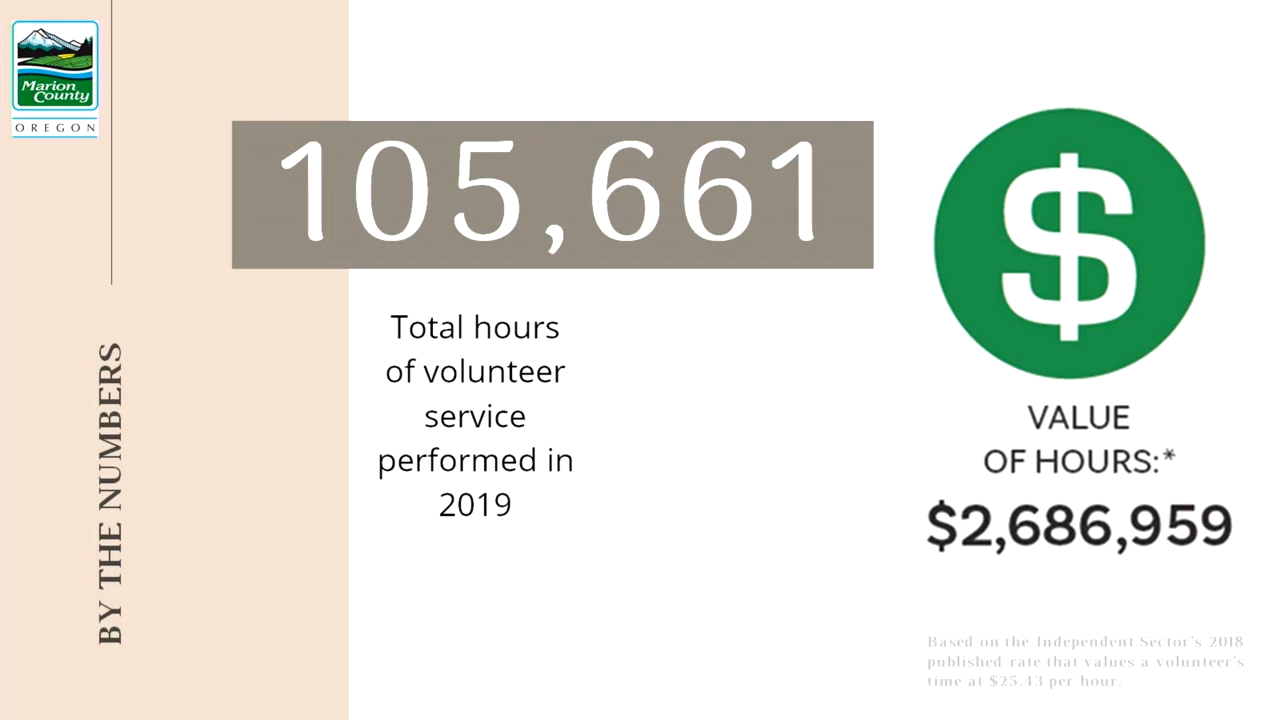 Marion
County
OREGON
BY THE NUMBERS
105,661
Total hours
of volunteer
service
performed in
2019
$
VALUE
OF HOURS:*
$2,686,959
Based on the Independent Sector's 2018
published rate that values a volunteer's
time at $25.43 per hour.